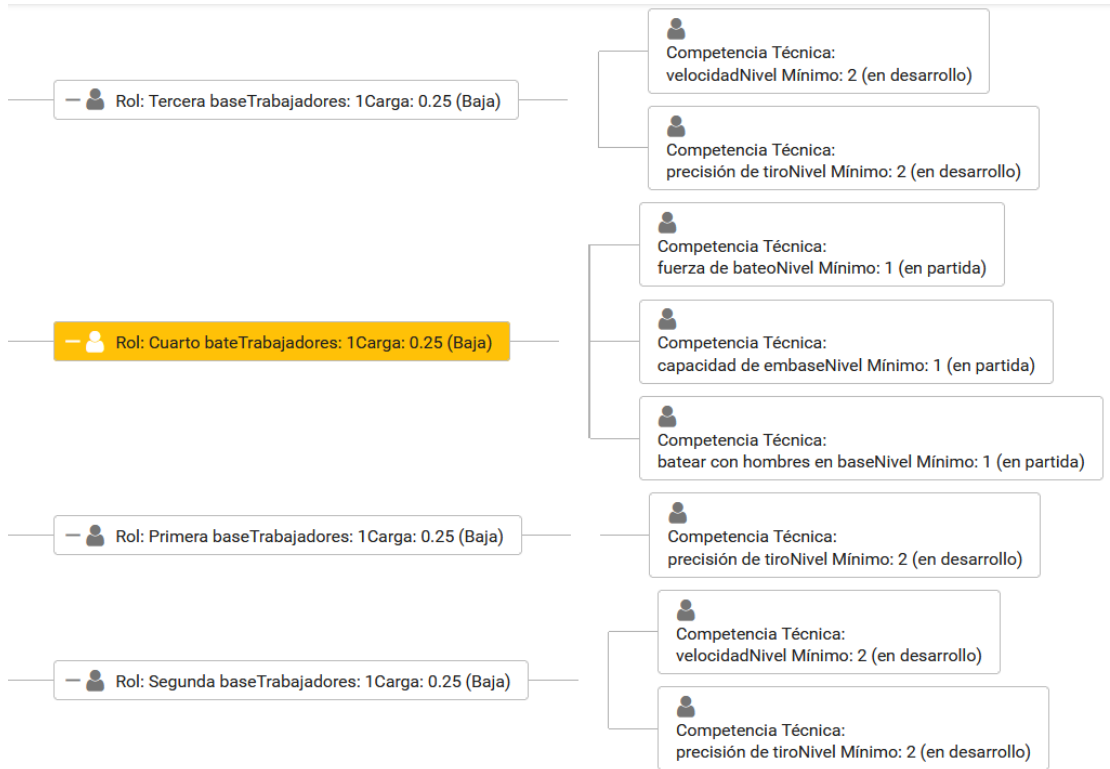 Competencia Técnica:
velocidadNivel Mínimo: 2 (en desarrollo)
Rol: Tercera baseTrabajadores: 1Carga: 0.25 (Baja)
Competencia Técnica:
precisión de tiroNivel Mínimo: 2 (en desarrollo)
Competencia Técnica:
fuerza de bateoNivel Mínimo: 1 (en partida)
Rol: Cuarto bateTrabajadores: 1Carga: 0.25 (Baja)
Competencia Técnica:
capacidad de embaseNivel Mínimo: 1 (en partida)
Competencia Técnica:
batear con hombres en baseNivel Mínimo: 1 (en partida)
Rol: Primera baseTrabajadores: 1Carga: 0.25 (Baja)
Competencia Técnica:
precisión de tiroNivel Mínimo: 2 (en desarrollo)
Competencia Técnica:
velocidadNivel Mínimo: 2 (en desarrollo)
Rol: Segunda baseTrabajadores: 1Carga: 0.25 (Baja)
Competencia Técnica:
precisión de tiroNivel Mínimo: 2 (en desarrollo)